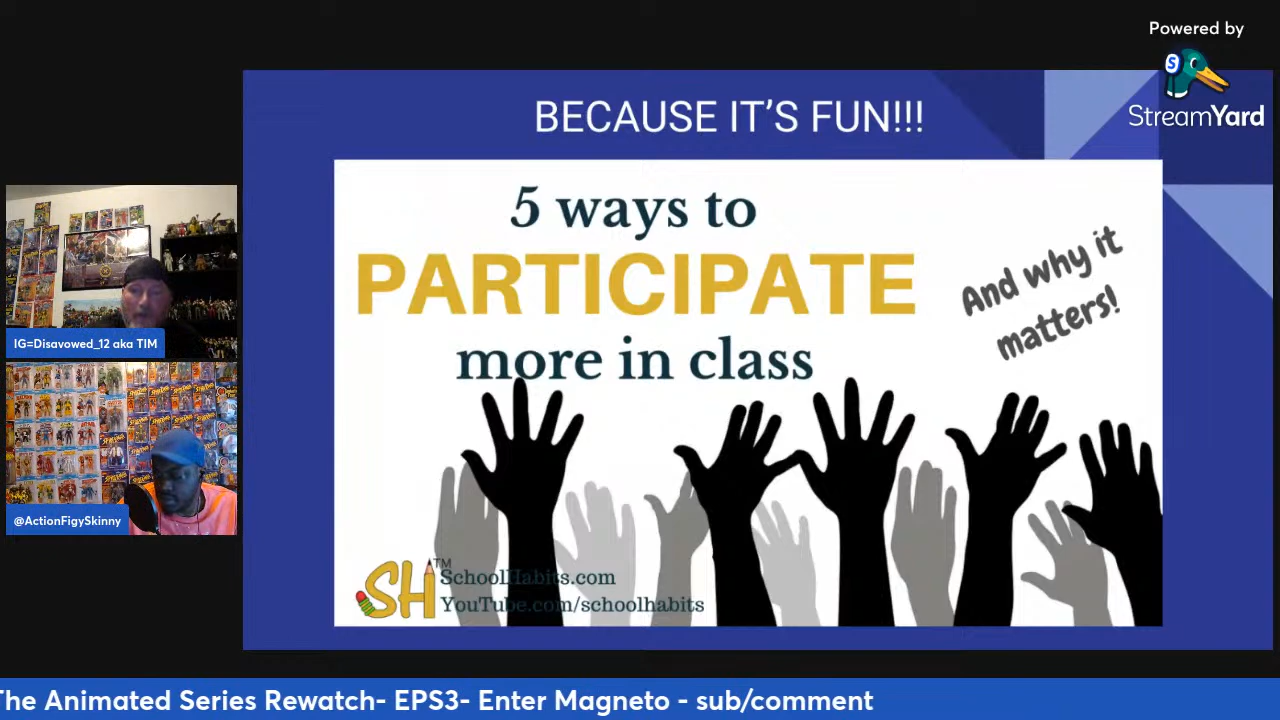 Powered by
StreamYard
BECAUSE IT'S FUN!!!
5 ways to
PARTICIPATE
more in class
And why it
matters!
SH™
SchoolHabits.com
YouTube.com/schoolhabits
IG=Disavowed_12 aka TIM
@ActionFigySkinny
The Animated Series Rewatch- EPS3- Enter Magneto - sub/comment